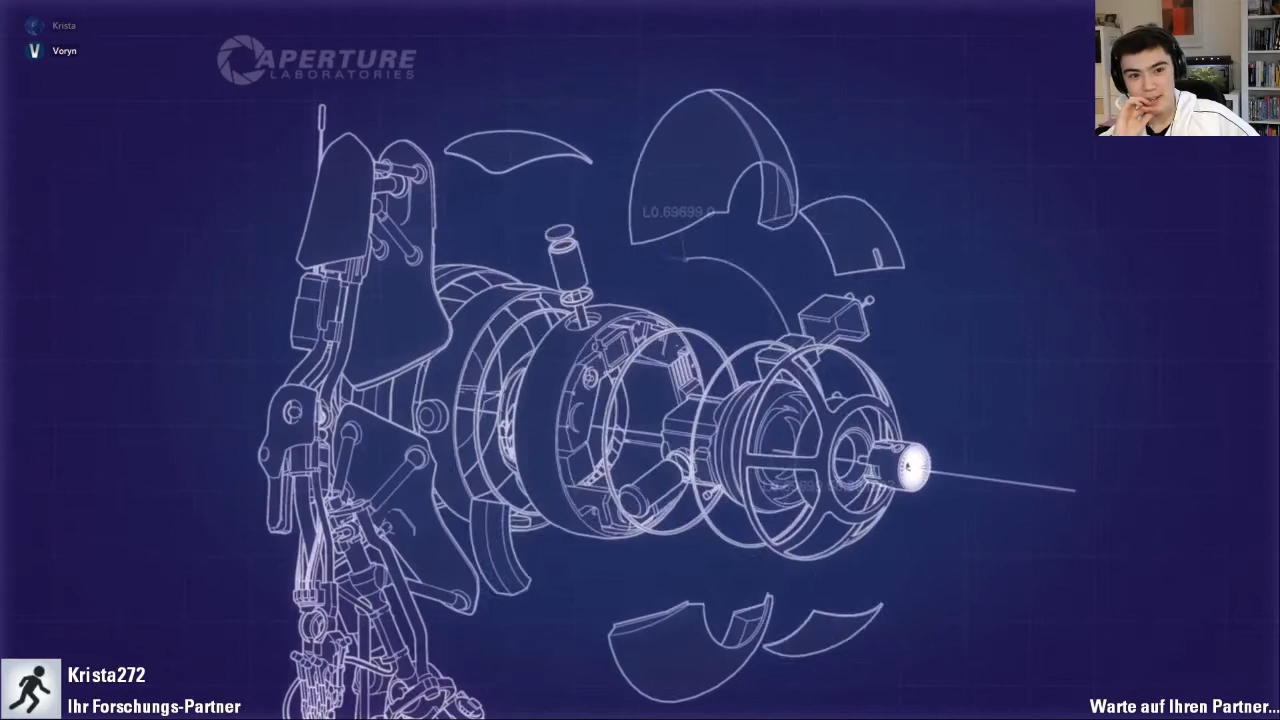 Krista
Voryn
APERTURE
LABORATORIES
L0.69699.0
Krista272
Ihr Forschungs-Partner
Warte auf Ihren Partner...